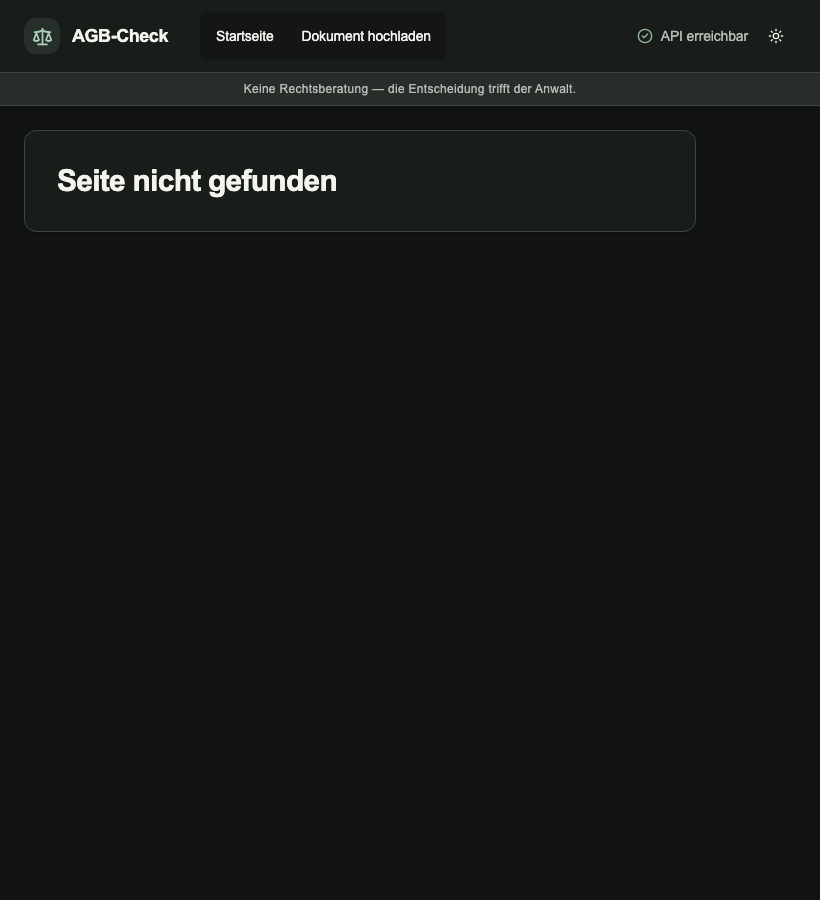 AGB-Check
Startseite
Dokument hochladen
API erreichbar
Keine Rechtsberatung — die Entscheidung trifft der Anwalt.
Seite nicht gefunden